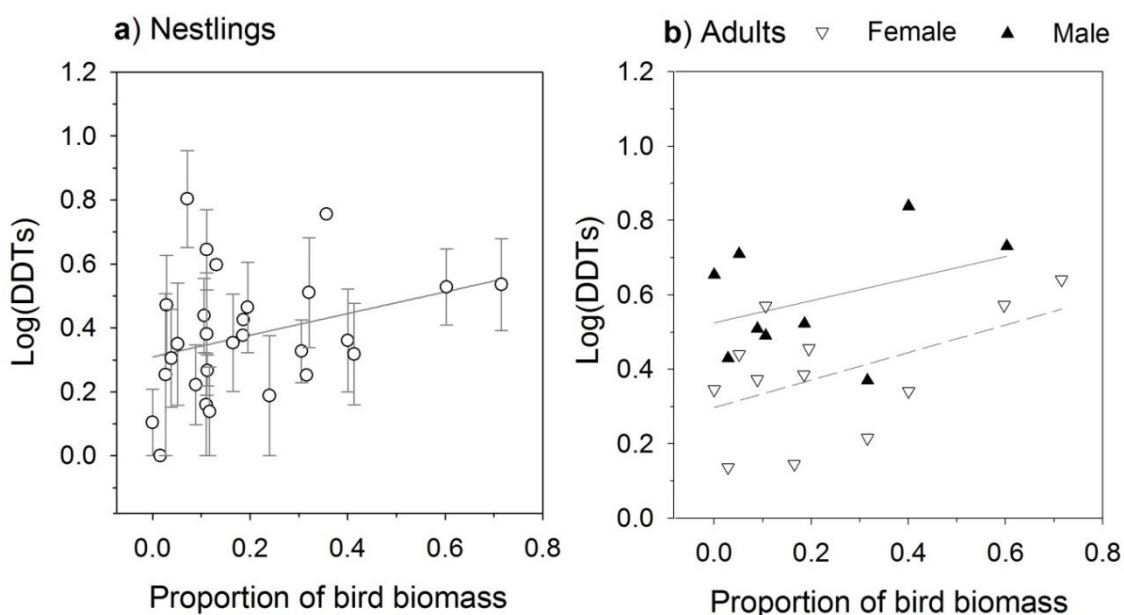 a) Nestlings
b) Adults ▽ Female ▲ Male
Log(DDTs)
1.2
1.0
0.8
0.6
0.4
0.2
0.0
0.0 0.2 0.4 0.6 0.8
Proportion of bird biomass
Log(DDTs)
1.2
1.0
0.8
0.6
0.4
0.2
0.0
0.0 0.2 0.4 0.6 0.8
Proportion of bird biomass